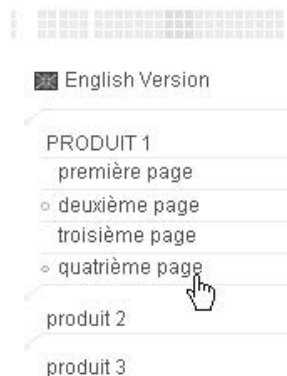 English Version
PRODUIT 1
première page
deuxième page
troisième page
quatrième page
produit 2
produit 3